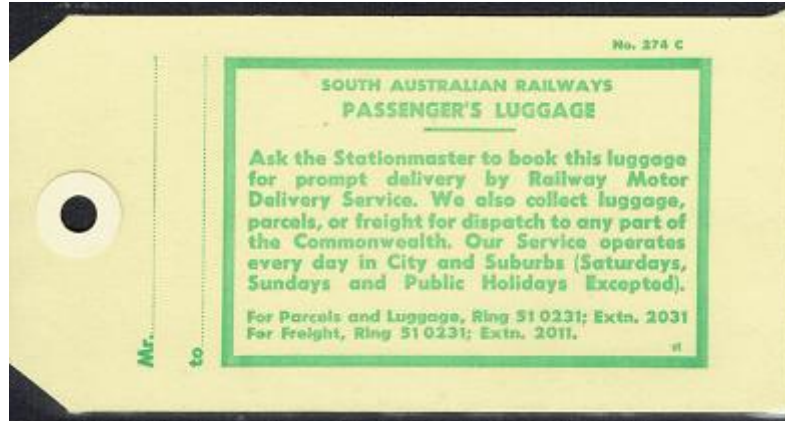 No. 274 C
SOUTH AUSTRALIAN RAILWAYS
PASSENGER'S LUGGAGE
Ask the Stationmaster to book this luggage
for prompt delivery by Railway Motor
Delivery Service. We also collect luggage,
parcels, or freight for dispatch to any part of
the Commonwealth. Our Service operates
every day in City and Suburbs (Saturdays,
Sundays and Public Holidays Excepted).
For Parcels and Luggage, Ring 51 0231; Extn. 2031
For Freight, Ring 51 0231; Extn. 2011.
Mr.
to